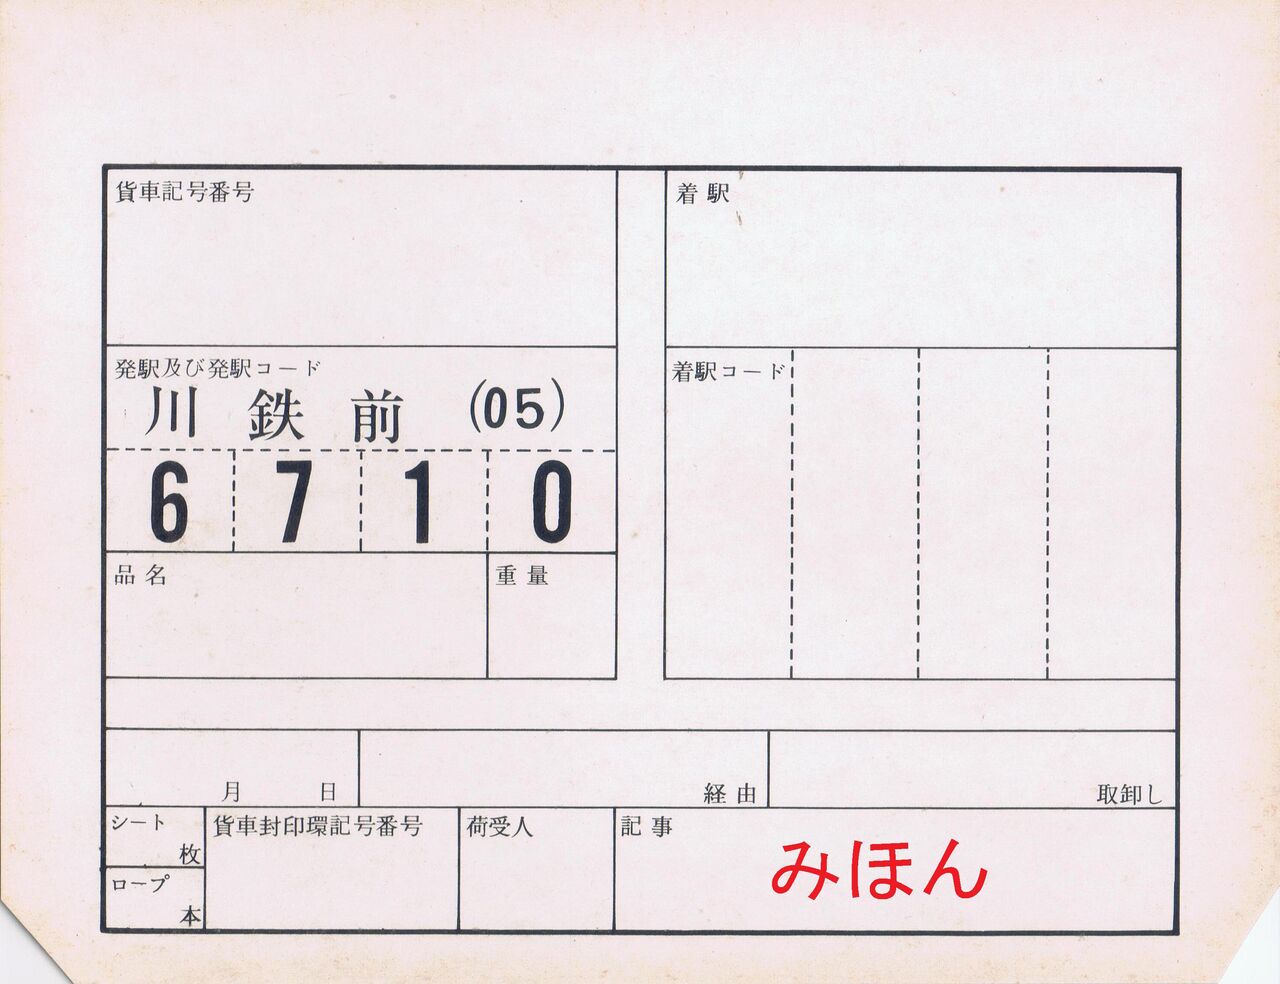 貨車記号番号
着駅
発駅及び発駅コード
川鉄前 (05)
6 7 1 0
着駅コード
品名
重量
月 日
経由
取卸し
シート
枚
ロープ
本
貨車封印環記号番号
荷受人
記事
みほん